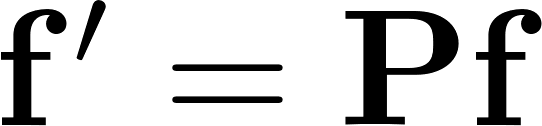 f′ = Pf